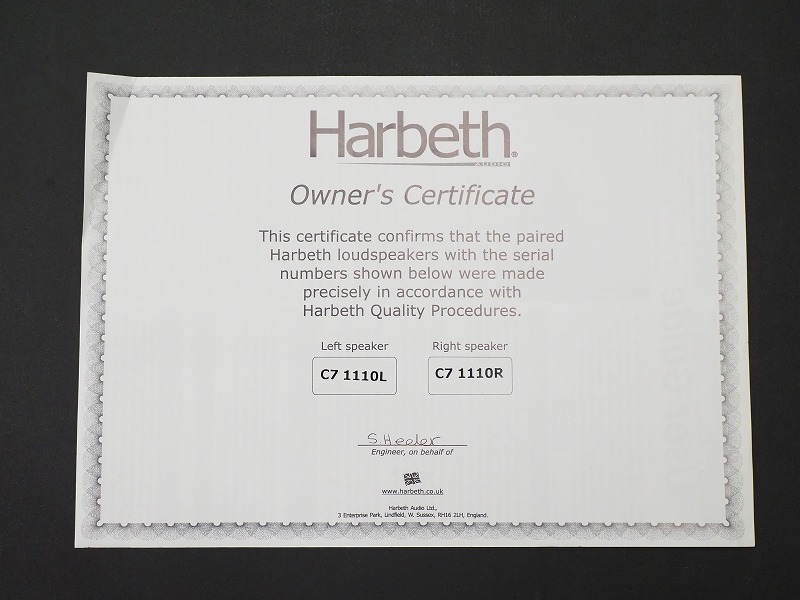 Harbeth®
AUDIO
Owner's Certificate
This certificate confirms that the paired
Harbeth loudspeakers with the serial
numbers shown below were made
precisely in accordance with
Harbeth Quality Procedures.
Left speaker Right speaker
C7 1110L C7 1110R
Engineer, on behalf of
www.harbeth.co.uk
Harbeth Audio Ltd.,
3 Enterprise Park, Lindfield, W. Sussex, RH16 2LH, England.